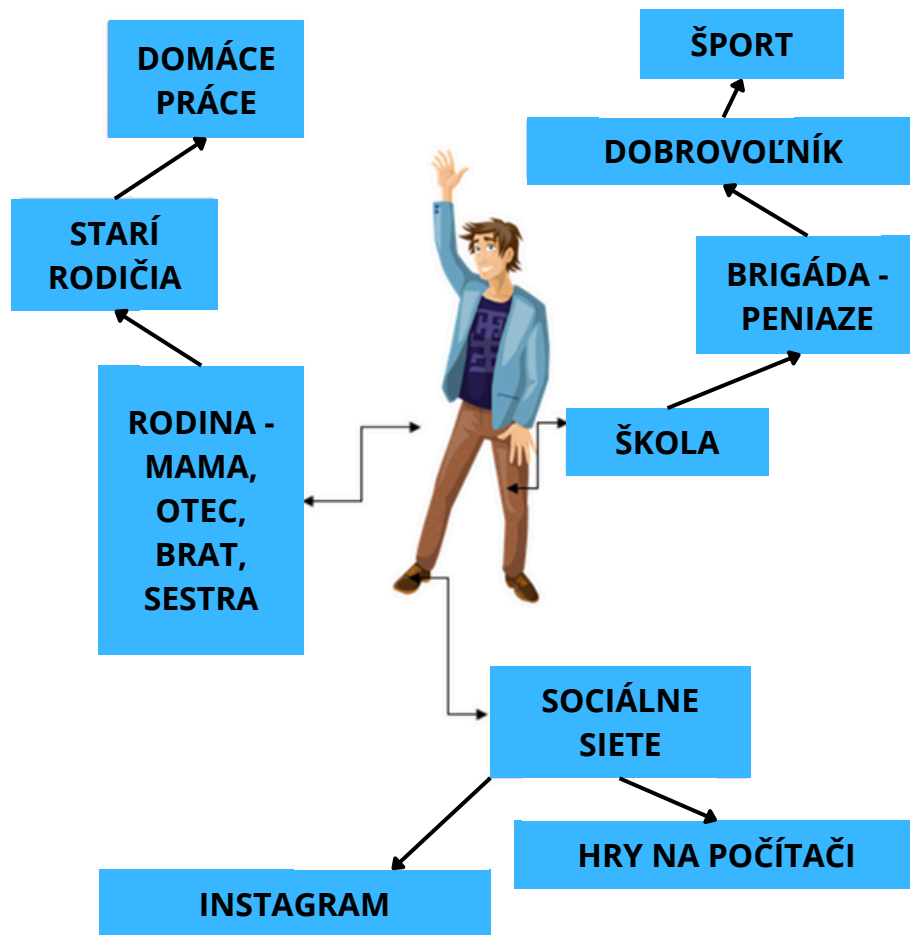 DOMÁCE
PRÁCE
STARÍ
RODIČIA
RODINA -
MAMA,
OTEC,
BRAT,
SESTRA
ŠPORT
DOBROVOĽNÍK
BRIGÁDA -
PENIAZE
ŠKOLA
SOCIÁLNE
SIETE
HRY NA POČÍTAČI
INSTAGRAM